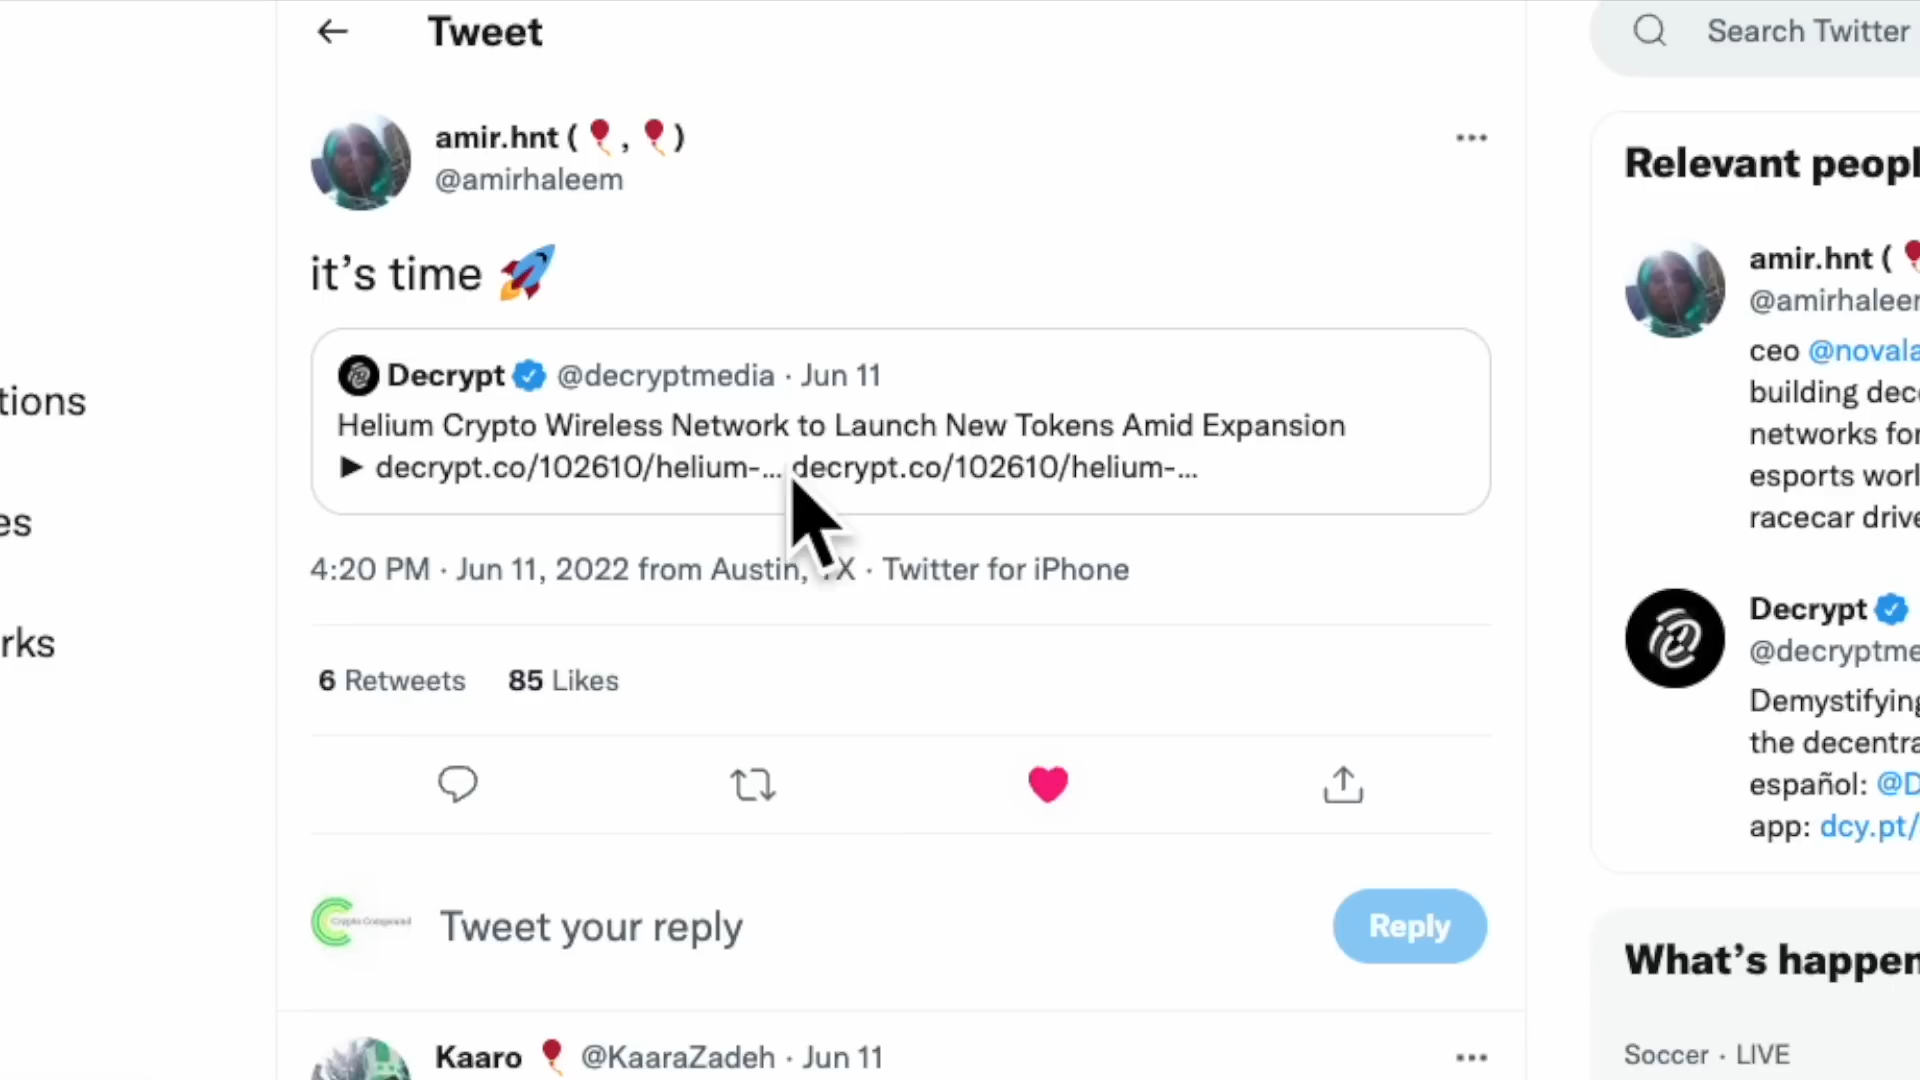 Tweet
Search Twitter
amir.hnt ( 🎈, 🎈)
@amirhaleem
it’s time 🚀
Decrypt @decryptmedia · Jun 11
Helium Crypto Wireless Network to Launch New Tokens Amid Expansion
► decrypt.co/102610/helium-... decrypt.co/102610/helium-...
4:20 PM · Jun 11, 2022 from Austin, TX · Twitter for iPhone
6 Retweets 85 Likes
Tweet your reply
Reply
Kaaro 🎈 @KaaraZadeh · Jun 11
tions
es
rks
Relevant peopl
amir.hnt ( 🎈
@amirhaleer
ceo @novala
building dec
networks for
esports worl
racecar drive
Decrypt
@decryptme
Demystifying
the decentra
español: @D
app: dcy.pt/
What’s happen
Soccer · LIVE